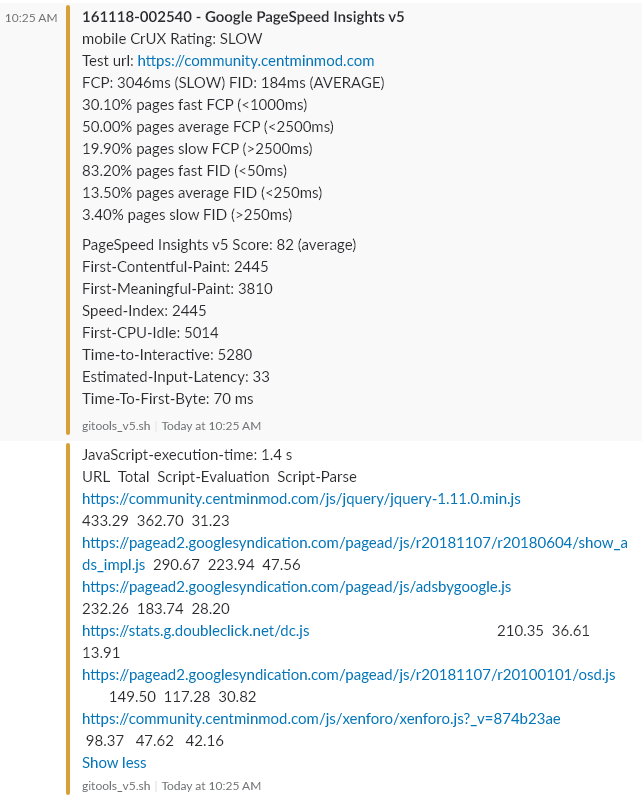 10:25 AM 161118-002540 - Google PageSpeed Insights v5
mobile CrUX Rating: SLOW
Test url: https://community.centminmod.com
FCP: 3046ms (SLOW) FID: 184ms (AVERAGE)
30.10% pages fast FCP (<1000ms)
50.00% pages average FCP (<2500ms)
19.90% pages slow FCP (>2500ms)
83.20% pages fast FID (<50ms)
13.50% pages average FID (<250ms)
3.40% pages slow FID (>250ms)
PageSpeed Insights v5 Score: 82 (average)
First-Contentful-Paint: 2445
First-Meaningful-Paint: 3810
Speed-Index: 2445
First-CPU-Idle: 5014
Time-to-Interactive: 5280
Estimated-Input-Latency: 33
Time-To-First-Byte: 70 ms
gitools_v5.sh | Today at 10:25 AM
JavaScript-execution-time: 1.4 s
URL Total Script-Evaluation Script-Parse
https://community.centminmod.com/js/jquery/jquery-1.11.0.min.js
433.29 362.70 31.23
https://pagead2.googlesyndication.com/pagead/js/r20181107/r20180604/show_a
ds_impl.js 290.67 223.94 47.56
https://pagead2.googlesyndication.com/pagead/js/adsbygoogle.js
232.26 183.74 28.20
https://stats.g.doubleclick.net/dc.js 210.35 36.61
13.91
https://pagead2.googlesyndication.com/pagead/js/r20181107/r20100101/osd.js
149.50 117.28 30.82
https://community.centminmod.com/js/xenforo/xenforo.js?_v=874b23ae
98.37 47.62 42.16
Show less
gitools_v5.sh | Today at 10:25 AM